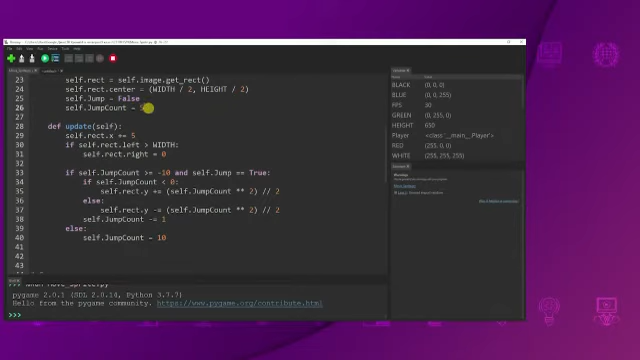 23 self.rect = self.image.get_rect()
24 self.rect.center = (WIDTH / 2, HEIGHT / 2)
25 self.Jump = False
26 self.JumpCount =
27
28 def update(self):
29 self.rect.x += 5
30 if self.rect.left > WIDTH:
31 self.rect.right = 0
32
33 if self.JumpCount >= -10 and self.Jump == True:
34 if self.JumpCount < 0:
35 self.rect.y += (self.JumpCount ** 2) // 2
36 else:
37 self.rect.y -= (self.JumpCount ** 2) // 2
38 self.JumpCount -= 1
39 else:
40 self.JumpCount = 10
41
42
>>> %Run move_sprite.py
pygame 2.0.1 (SDL 2.0.14, Python 3.7.7)
Hello from the pygame community. https://www.pygame.org/contribute.html
>>>
BLACK (0, 0, 0)
BLUE (0, 0, 255)
FPS 30
GREEN (0, 255, 0)
HEIGHT 650
Player <class '__main__.Player'>
RED (255, 0, 0)
WHITE (255, 255, 255)